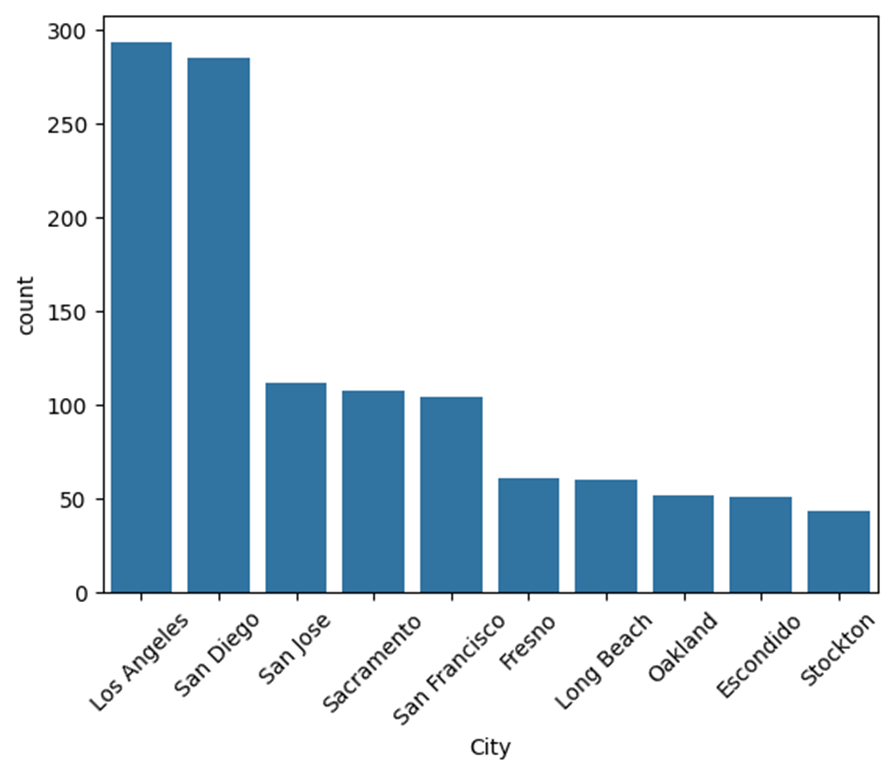 300
250
200
150
100
50
0
count
Los Angeles
San Diego
San Jose
Sacramento
San Francisco
Fresno
Long Beach
Oakland
Escondido
Stockton
City